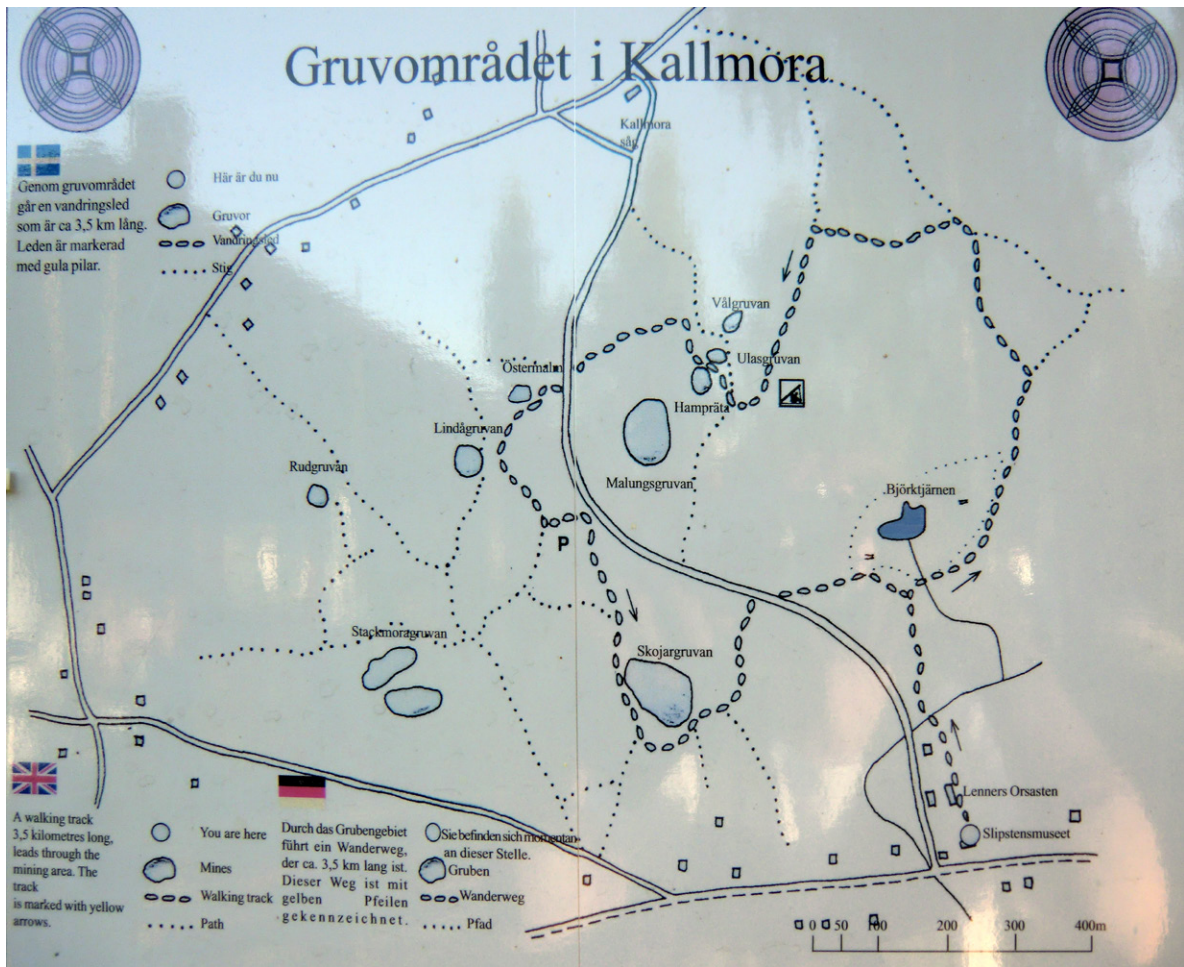 Gruvområdet i Kallmora
Kallmora
såg
Genom gruvområdet
går en vandringsled
som är ca 3,5 km lång.
Leden är markerad
med gula pilar.
Här är du nu
Gruvor
Vandringsled
Stig
Vålgruvan
Ulasgruvan
Östermalm
Hampräta
Lindågruvan
Rudgruvan
Malungsgruvan
Björktjärnen
P
Stackmoragruvan
Skojargruvan
Lenners Orsasten
Slipstensmuseet
A walking track
3,5 kilometres long,
leads through the
mining area. The
track
is marked with yellow
arrows.
You are here
Mines
Walking track
Path
Durch das Grubengebiet
führt ein Wanderweg,
der ca. 3,5 km lang ist.
Dieser Weg ist mit
gelben Pfeilen
gekennzeichnet.
Sie befinden sich momentan
an dieser Stelle.
Gruben
Wanderweg
Pfad
0 50 100 200 300 400m